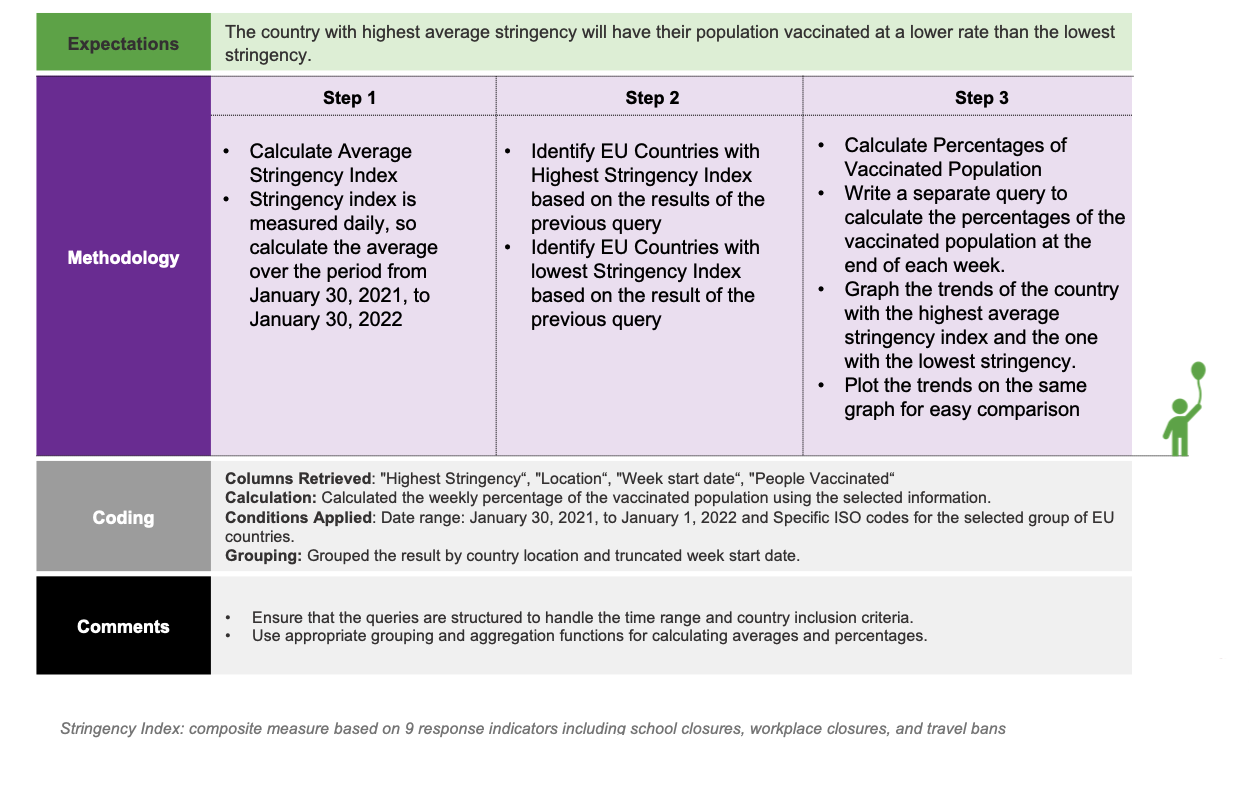 Expectations
The country with highest average stringency will have their population vaccinated at a lower rate than the lowest
stringency.
Methodology
Step 1
• Calculate Average
Stringency Index
• Stringency index is
measured daily, so
calculate the average
over the period from
January 30, 2021, to
January 30, 2022
Step 2
• Identify EU Countries with
Highest Stringency Index
based on the results of the
previous query
• Identify EU Countries with
lowest Stringency Index
based on the result of the
previous query
Step 3
• Calculate Percentages of
Vaccinated Population
• Write a separate query to
calculate the percentages of the
vaccinated population at the
end of each week.
• Graph the trends of the country
with the highest average
stringency index and the one
with the lowest stringency.
• Plot the trends on the same
graph for easy comparison
Coding
Columns Retrieved: "Highest Stringency“, "Location“, "Week start date“, "People Vaccinated“
Calculation: Calculated the weekly percentage of the vaccinated population using the selected information.
Conditions Applied: Date range: January 30, 2021, to January 1, 2022 and Specific ISO codes for the selected group of EU
countries.
Grouping: Grouped the result by country location and truncated week start date.
Comments
• Ensure that the queries are structured to handle the time range and country inclusion criteria.
• Use appropriate grouping and aggregation functions for calculating averages and percentages.
Stringency Index: composite measure based on 9 response indicators including school closures, workplace closures, and travel bans